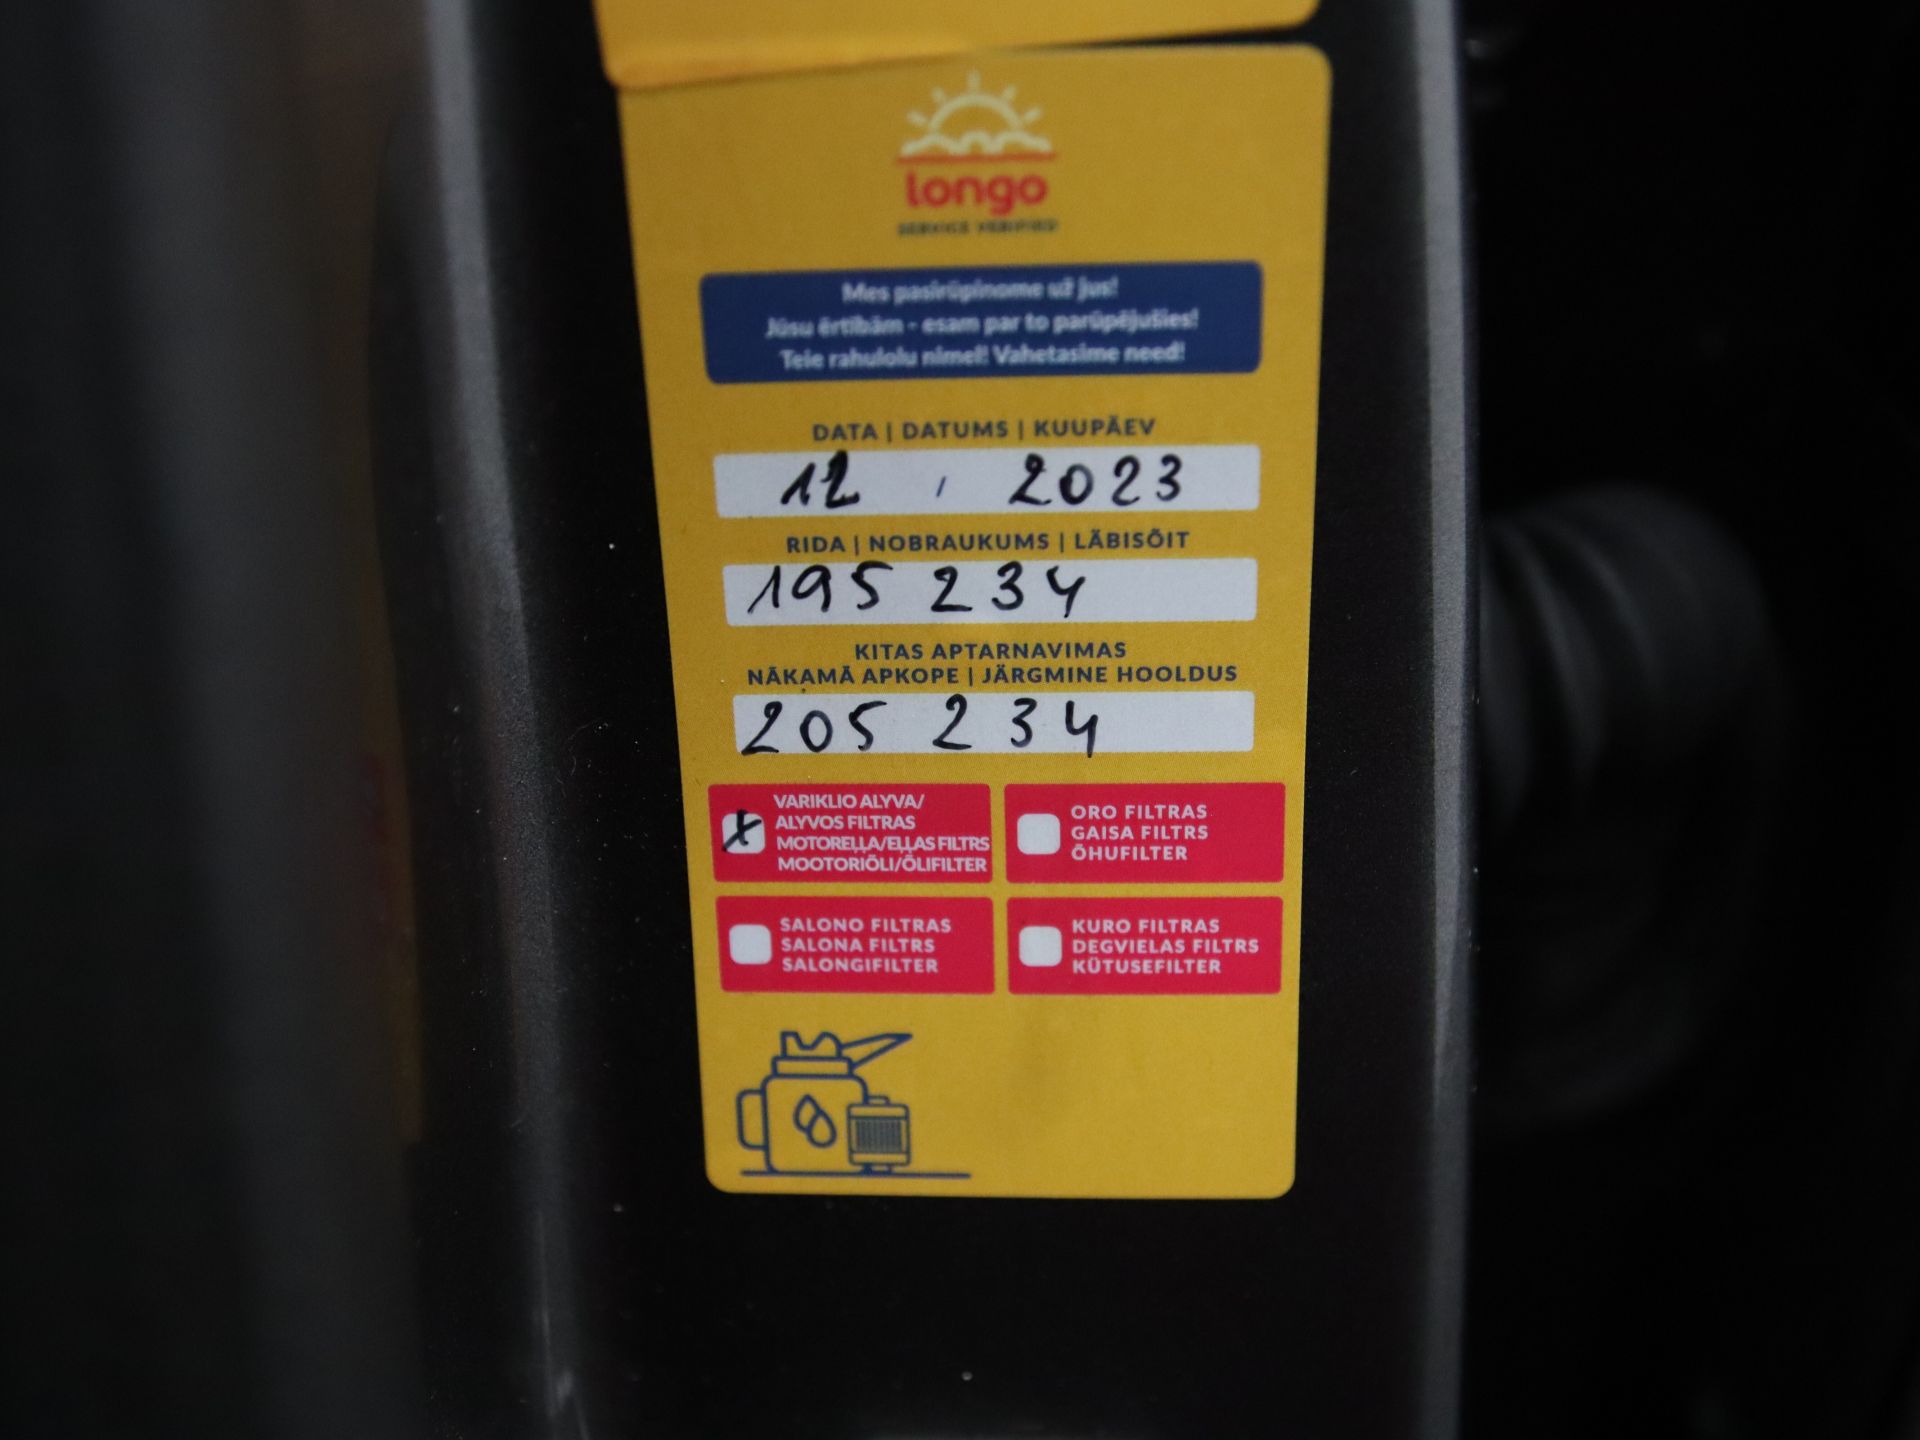 longo
SERVICE VERIFIED
Mes pasirūpinome už jus!
Jūsu ērtībām - esam par to parūpējušies!
Teie rahulolu nimel! Vahetasime need!
DATA | DATUMS | KUUPÄEV
12 , 2023
RIDA | NOBRAUKUMS | LÄBISÕIT
195 234
KITAS APTARNAVIMAS
NĀKAMĀ APKOPE | JÄRGMINE HOOLDUS
205 234
X VARIKLIO ALYVA/
ALYVOS FILTRAS
MOTOREĻĻA/EĻĻAS FILTRS
MOOTORIÕLI/ÕLIFILTER
ORO FILTRAS
GAISA FILTRS
ÕHUFILTER
SALONO FILTRAS
SALONA FILTRS
SALONGIFILTER
KURO FILTRAS
DEGVIELAS FILTRS
KÜTUSEFILTER